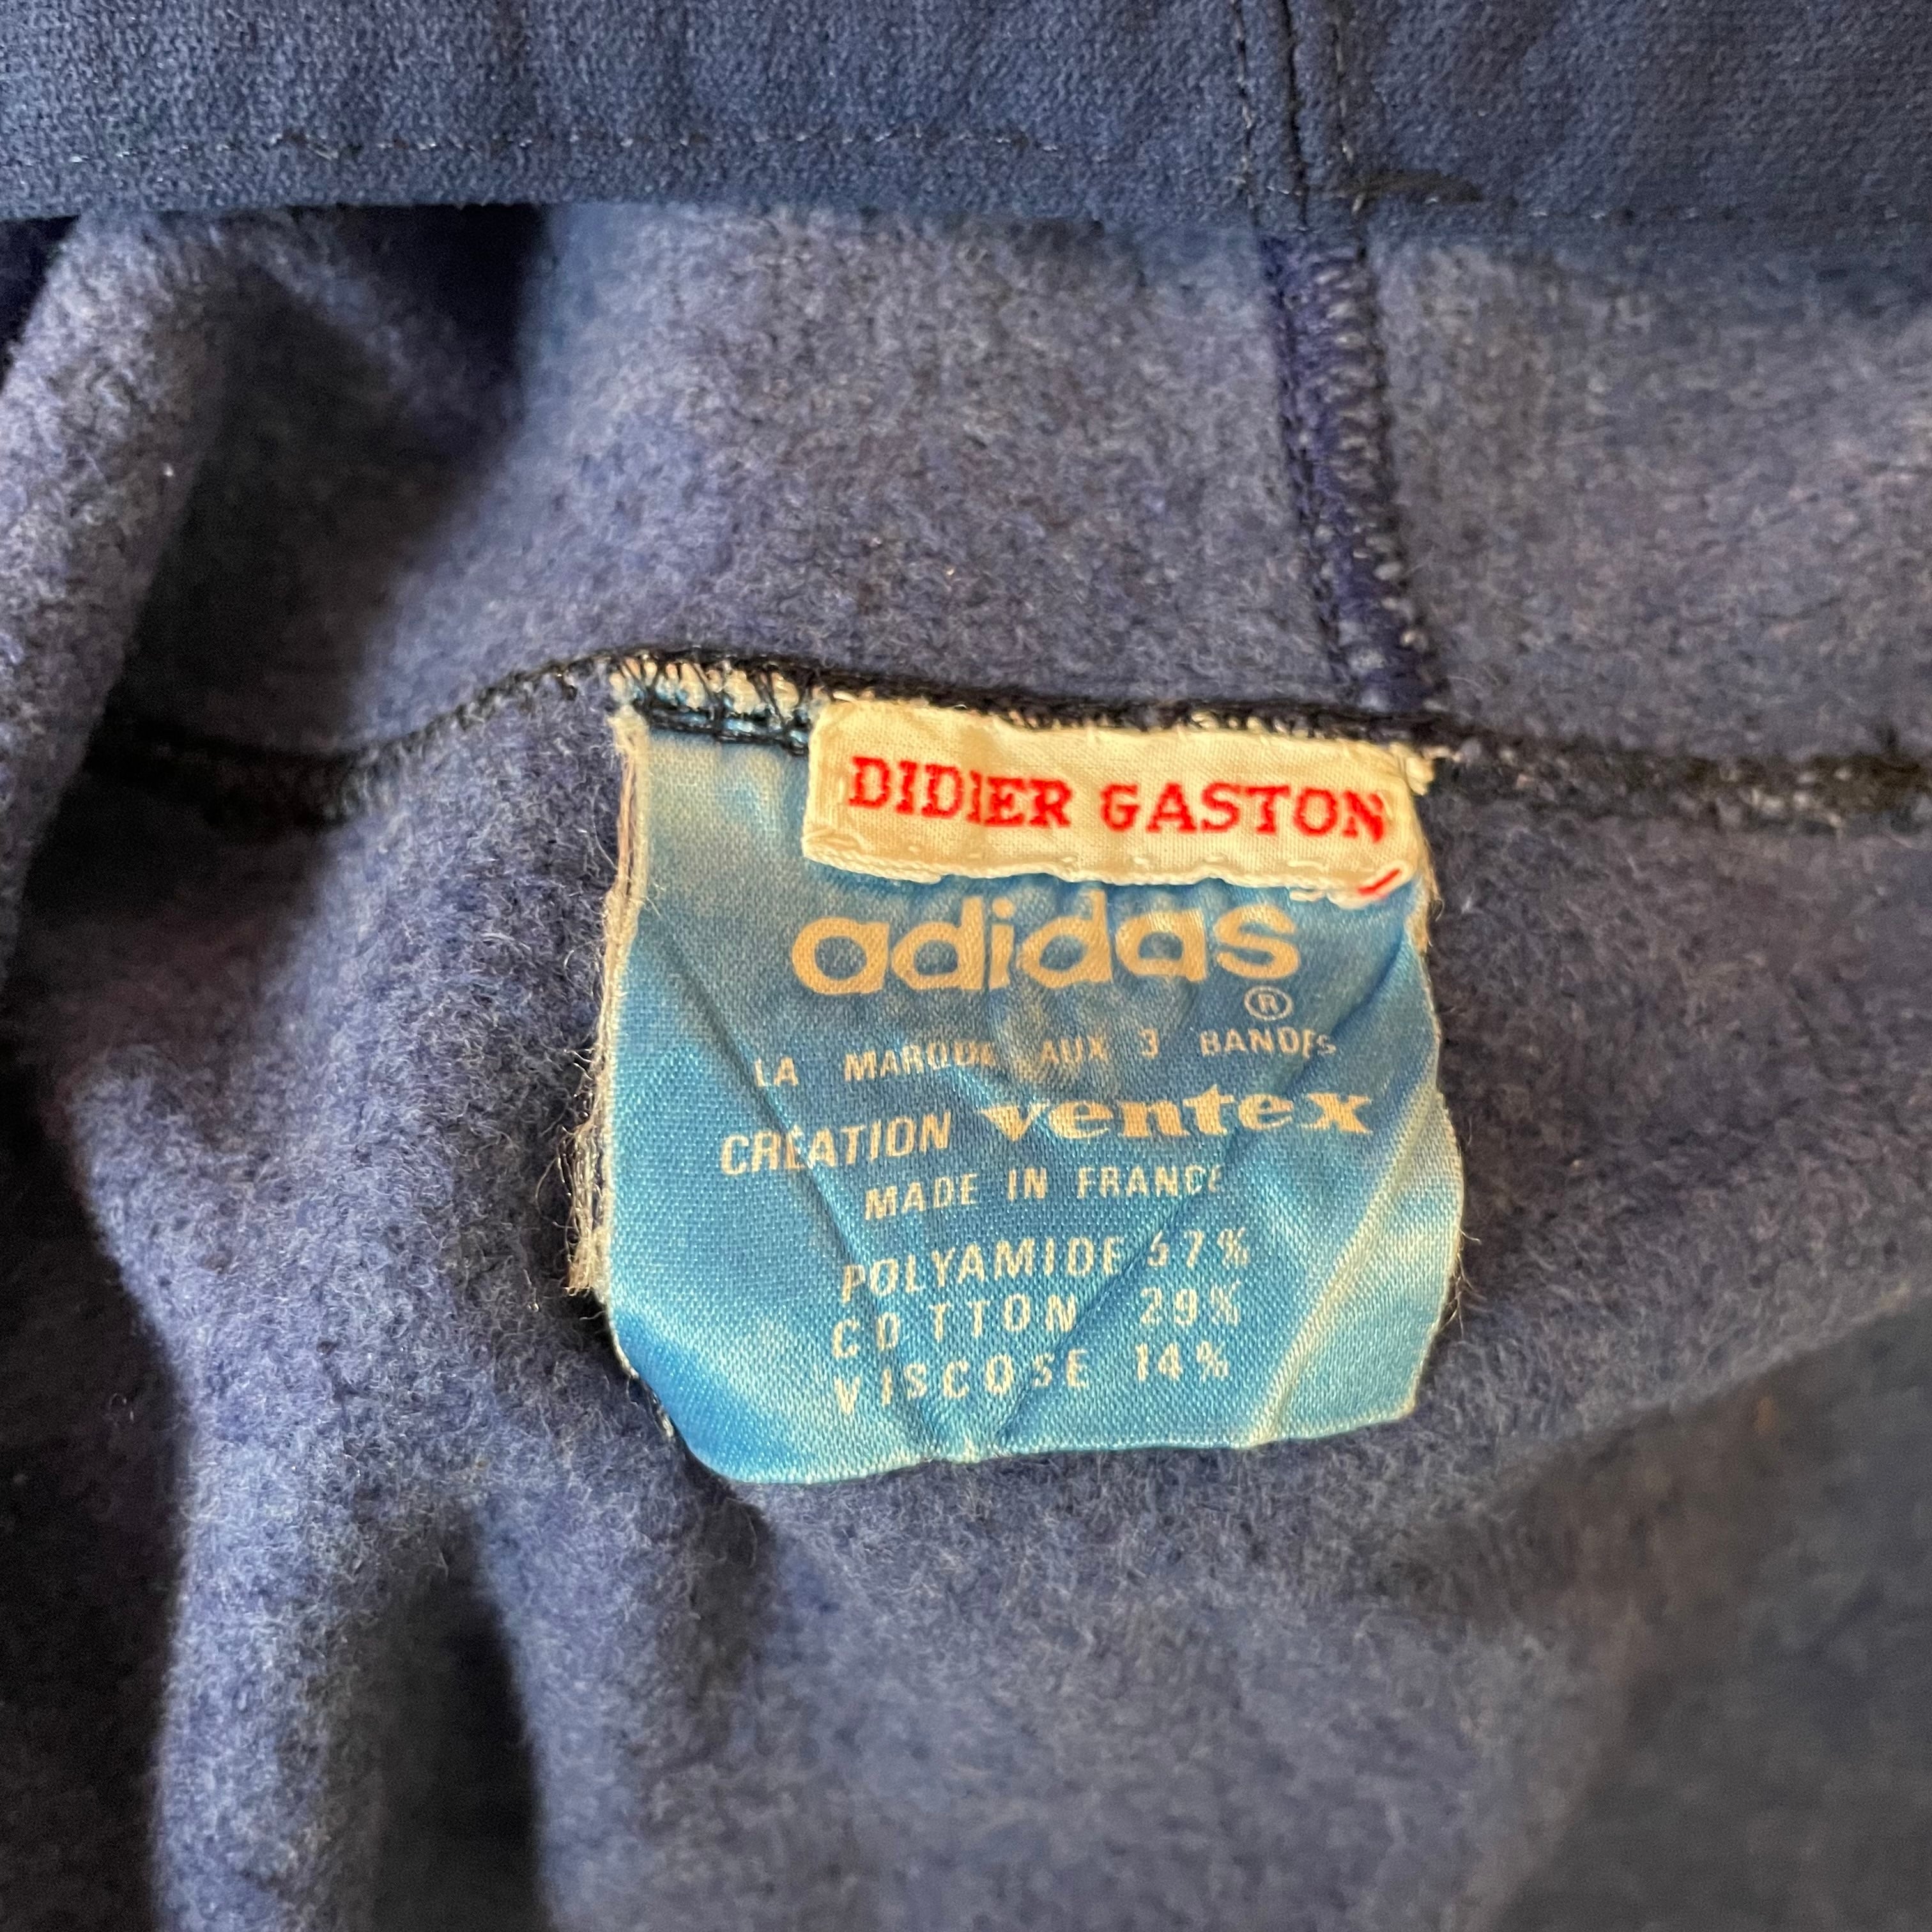 DIDIER GASTON
adidas
®
LA MARQUE AUX 3 BANDES
CRÉATION ventex
MADE IN FRANCE
POLYAMIDE 57%
COTTON 29%
VISCOSE 14%